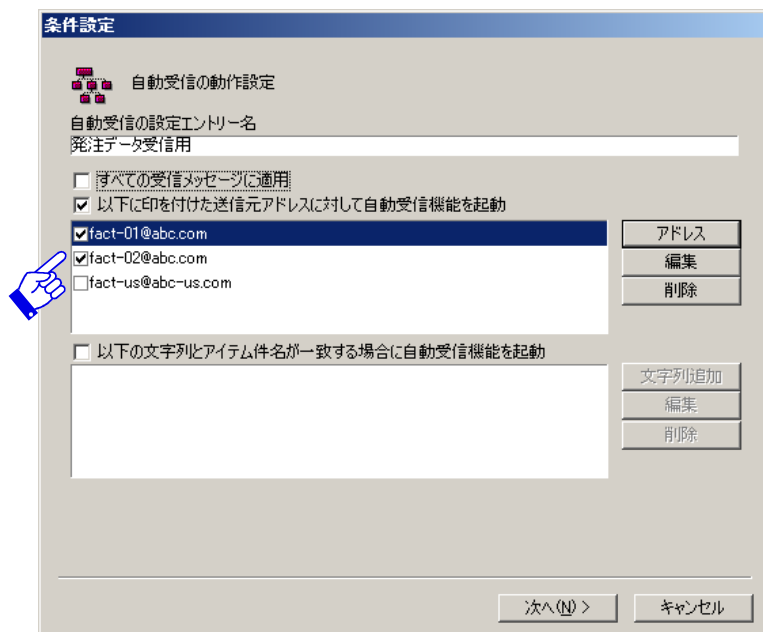 条件設定
自動受信の動作設定
自動受信の設定エントリー名
発注データ受信用
すべての受信メッセージに適用
以下に印を付けた送信元アドレスに対して自動受信機能を起動
fact-01@abc.com
fact-02@abc.com
fact-us@abc-us.com
アドレス
編集
削除
以下の文字列とアイテム件名が一致する場合に自動受信機能を起動
文字列追加
編集
削除
次へ(N) >
キャンセル